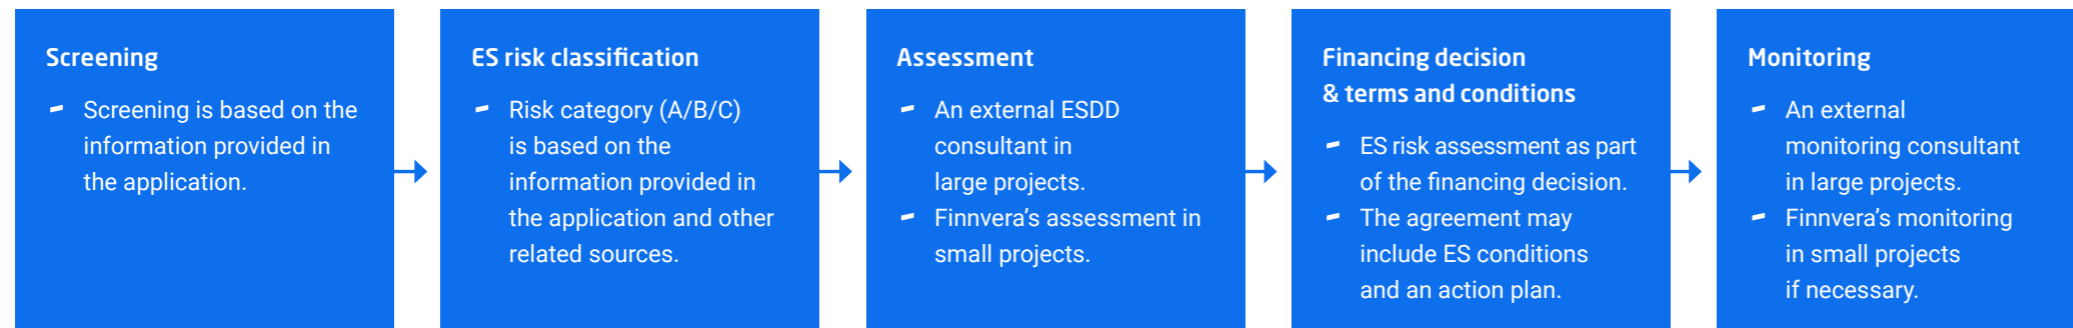 Screening
- Screening is based on the
information provided in
the application.
ES risk classification
- Risk category (A/B/C)
is based on the
information provided in
the application and other
related sources.
Assessment
- An external ESDD
consultant in
large projects.
- Finnvera’s assessment in
small projects.
Financing decision
& terms and conditions
- ES risk assessment as part
of the financing decision.
- The agreement may
include ES conditions
and an action plan.
Monitoring
- An external
monitoring consultant
in large projects.
- Finnvera’s monitoring
in small projects
if necessary.